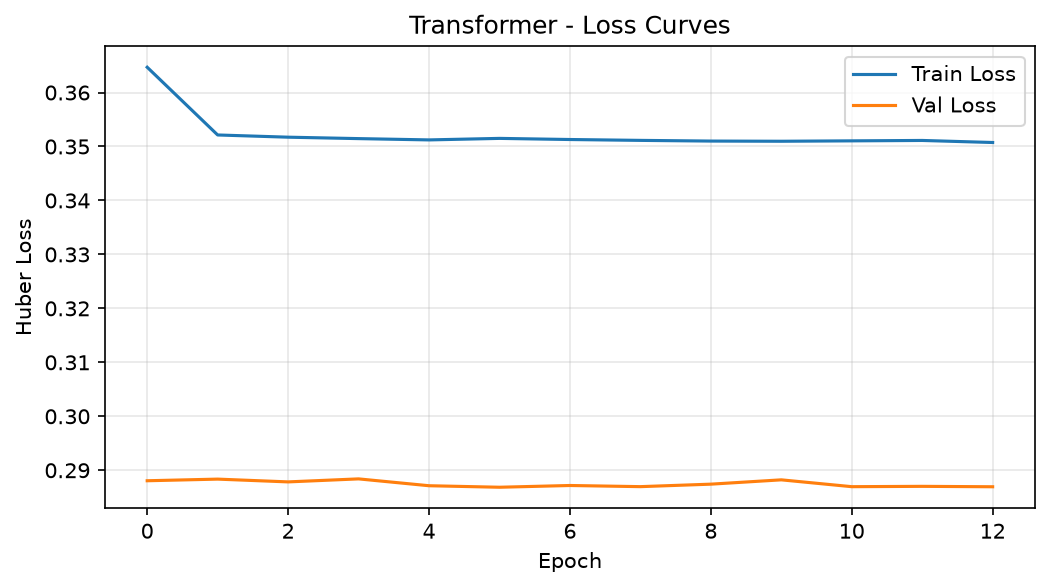 Transformer - Loss Curves
Train Loss
Val Loss
0.36
0.35
0.34
0.33
0.32
0.31
0.30
0.29
Huber Loss
0 2 4 6 8 10 12
Epoch